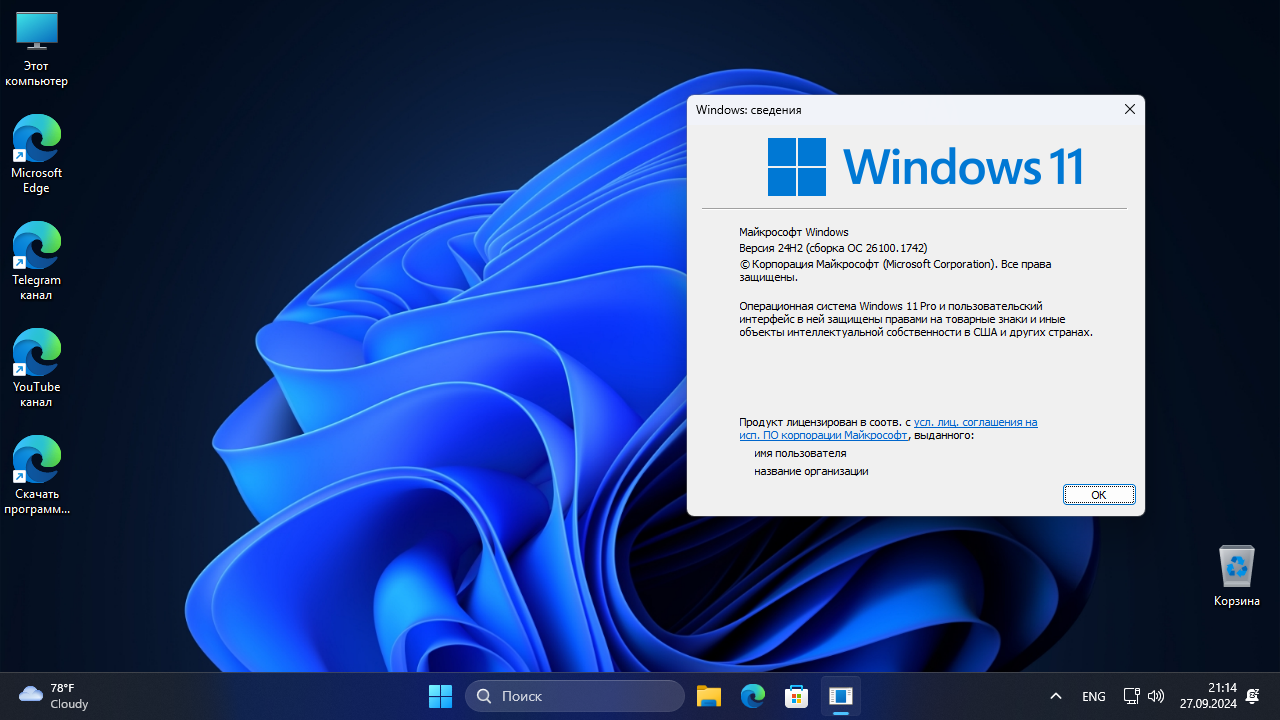 Этот
компьютер
Microsoft
Edge
Telegram
канал
YouTube
канал
Скачать
программ...
Windows: сведения
Windows 11
Майкрософт Windows
Версия 24H2 (сборка ОС 26100.1742)
© Корпорация Майкрософт (Microsoft Corporation). Все права
защищены.
Операционная система Windows 11 Pro и пользовательский
интерфейс в ней защищены правами на товарные знаки и иные
объекты интеллектуальной собственности в США и других странах.
Продукт лицензирован в соотв. с усл. лиц. соглашения на
исп. ПО корпорации Майкрософт, выданного:
имя пользователя
название организации
ОК
Корзина
78°F
Cloudy
Поиск
ENG
21:14
27.09.2024